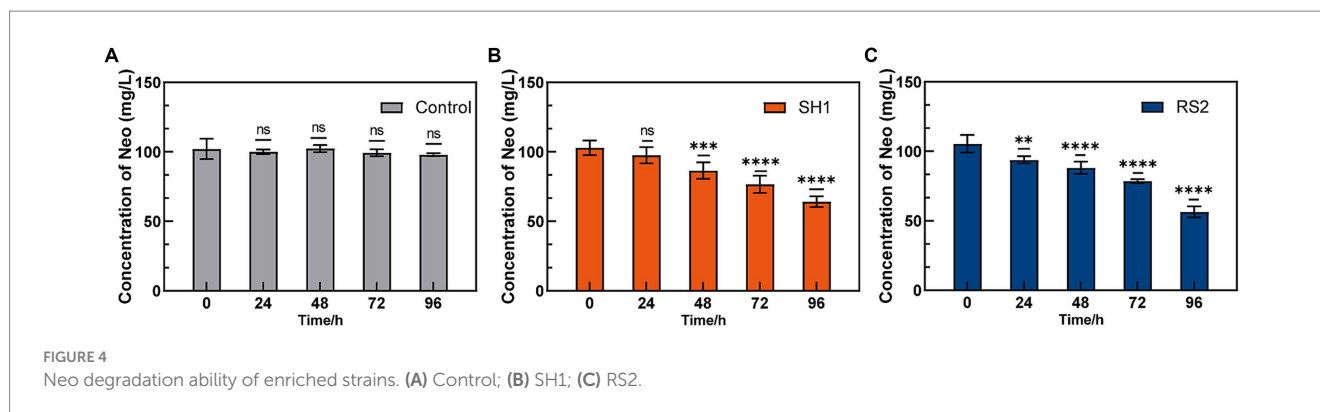 A
Concentration of Neo (mg/L)
150
100
50
0
Control
ns
ns
ns
ns
0 24 48 72 96
Time/h
B
Concentration of Neo (mg/L)
150
100
50
0
SH1
ns
***
****
****
0 24 48 72 96
Time/h
C
Concentration of Neo (mg/L)
150
100
50
0
RS2
**
****
****
****
0 24 48 72 96
Time/h
FIGURE 4
Neo degradation ability of enriched strains. (A) Control; (B) SH1; (C) RS2.